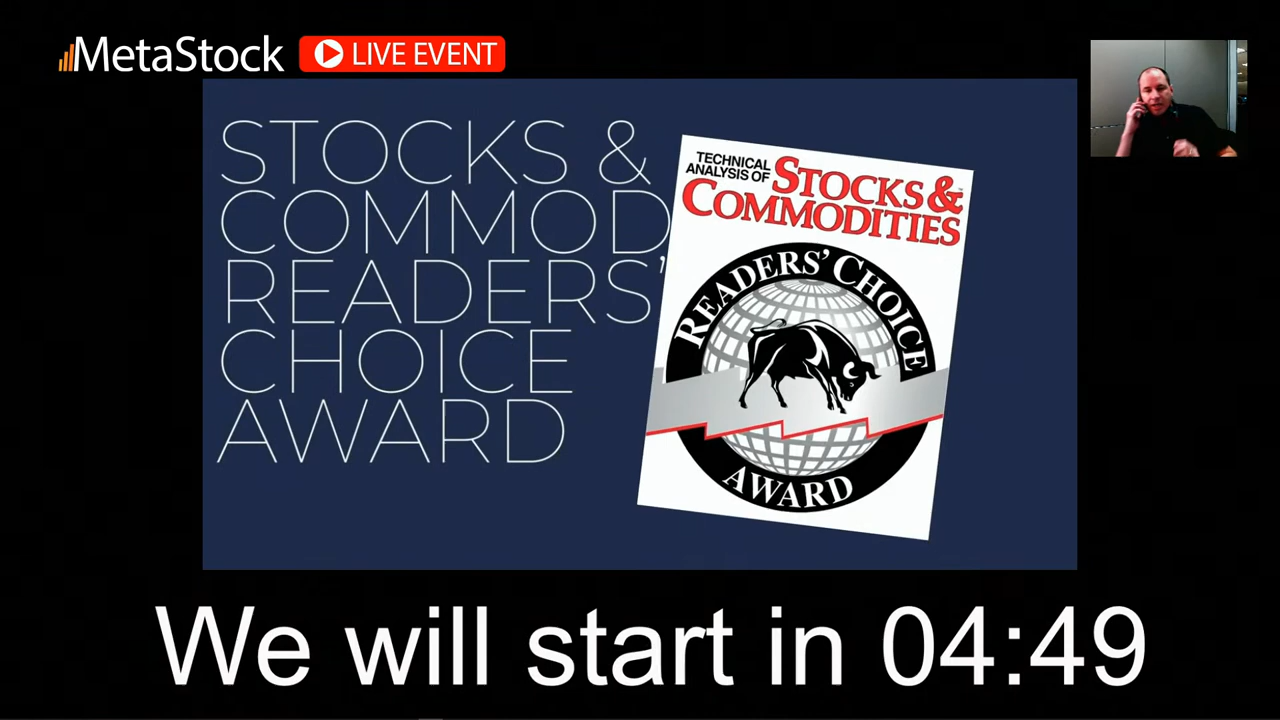 MetaStock LIVE EVENT
STOCKS &
COMMOD
READERS'
CHOICE
AWARD
TECHNICAL
ANALYSIS OF
STOCKS &
COMMODITIES
READERS' CHOICE
AWARD
We will start in 04:49